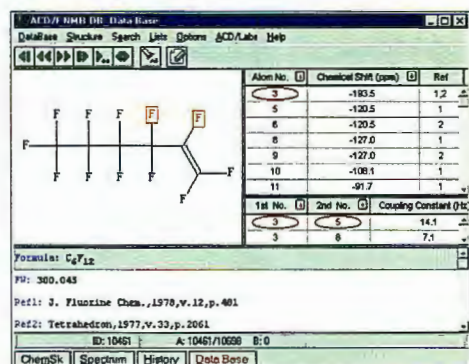 ACD/F NMR DB Data Base
DataBase Structure Search Lists Options ACD/Labs Help
Atom No. Chemical Shift (ppm) Ref
3 -193.5 1,2
5 -120.5 1
6 -120.5 2
8 -127.0 1
9 -127.0 2
10 -108.1 1
11 -91.7 1
F F F F F
F
F
F F F F F
1st No. 2nd No. Coupling Constant (Hz
3 5 14.1
3 6 7.1
Formula: C6F12
FW: 300.045
Ref1: J. Fluorine Chem.,1978,v.12,p.481
Ref2: Tetrahedron,1977,v.33,p.2061
ID: 10461 A: 10461/10698 B: 0
ChemSk Spectrum History Data Base